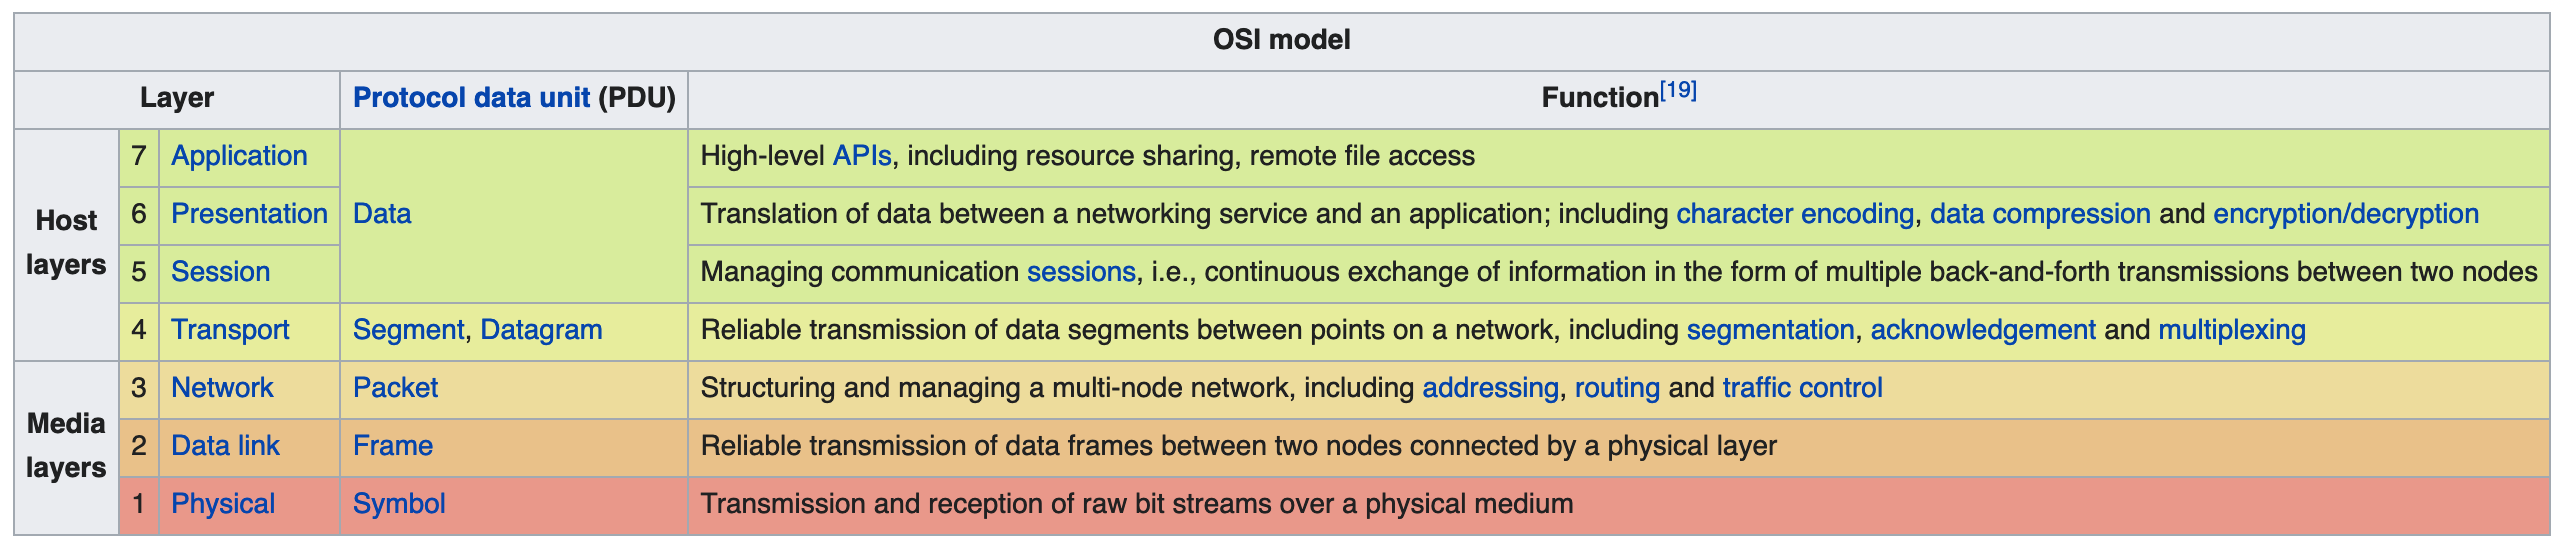 OSI model
Layer Protocol data unit (PDU) Function[19]
Host layers
7 Application Data High-level APIs, including resource sharing, remote file access
6 Presentation Translation of data between a networking service and an application; including character encoding, data compression and encryption/decryption
5 Session Managing communication sessions, i.e., continuous exchange of information in the form of multiple back-and-forth transmissions between two nodes
4 Transport Segment, Datagram Reliable transmission of data segments between points on a network, including segmentation, acknowledgement and multiplexing
Media layers
3 Network Packet Structuring and managing a multi-node network, including addressing, routing and traffic control
2 Data link Frame Reliable transmission of data frames between two nodes connected by a physical layer
1 Physical Symbol Transmission and reception of raw bit streams over a physical medium